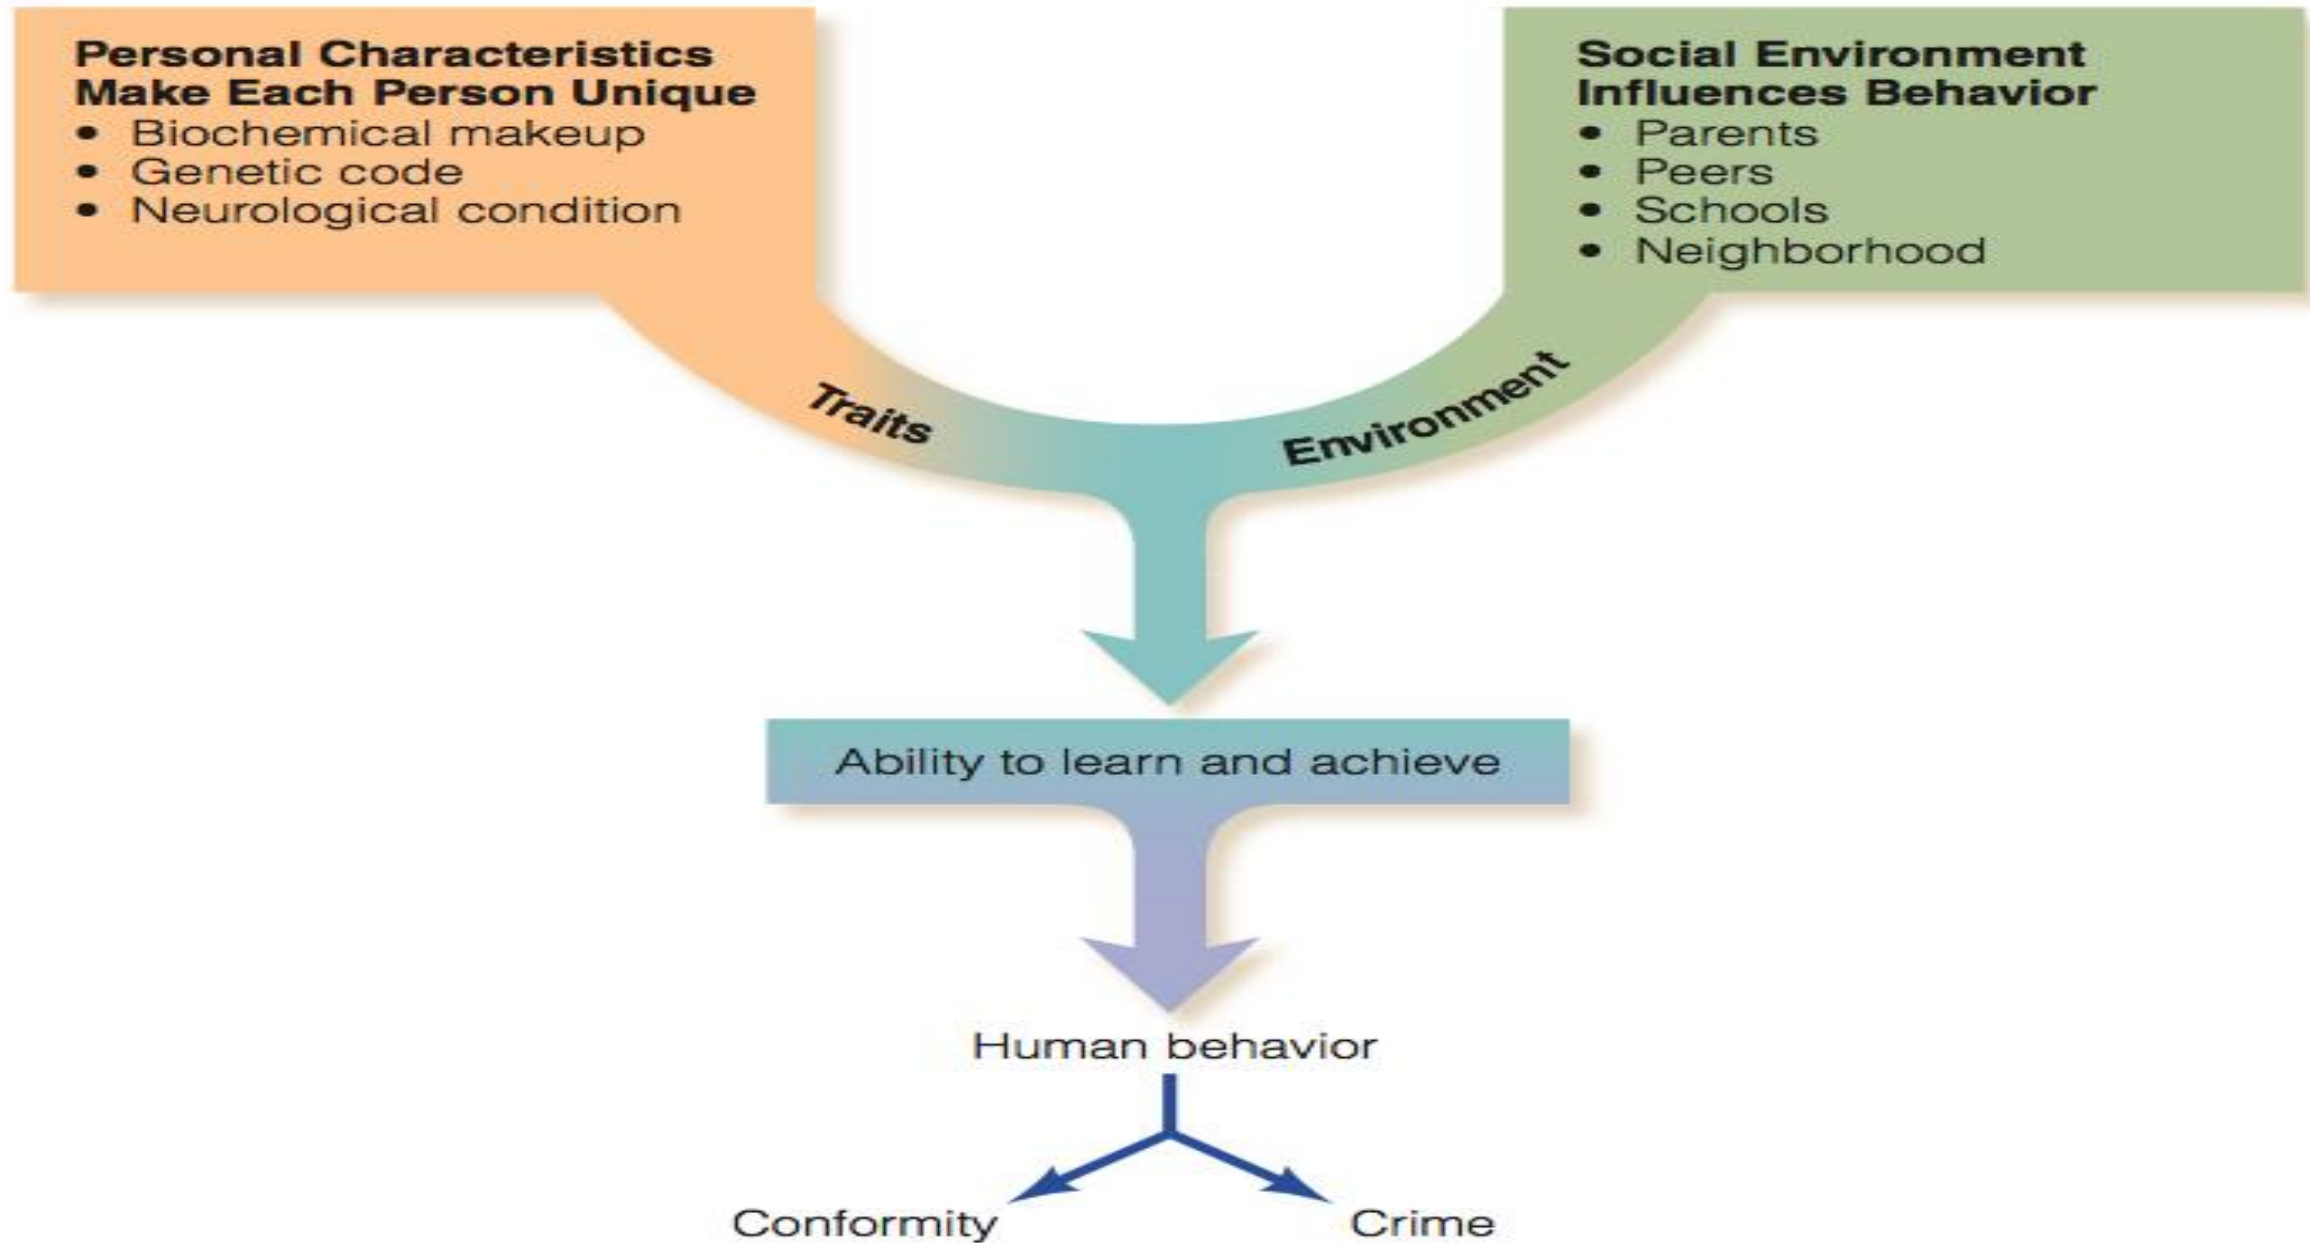 Personal Characteristics
Make Each Person Unique
• Biochemical makeup
• Genetic code
• Neurological condition
Social Environment
Influences Behavior
• Parents
• Peers
• Schools
• Neighborhood
Traits
Environment
Ability to learn and achieve
Human behavior
Conformity
Crime